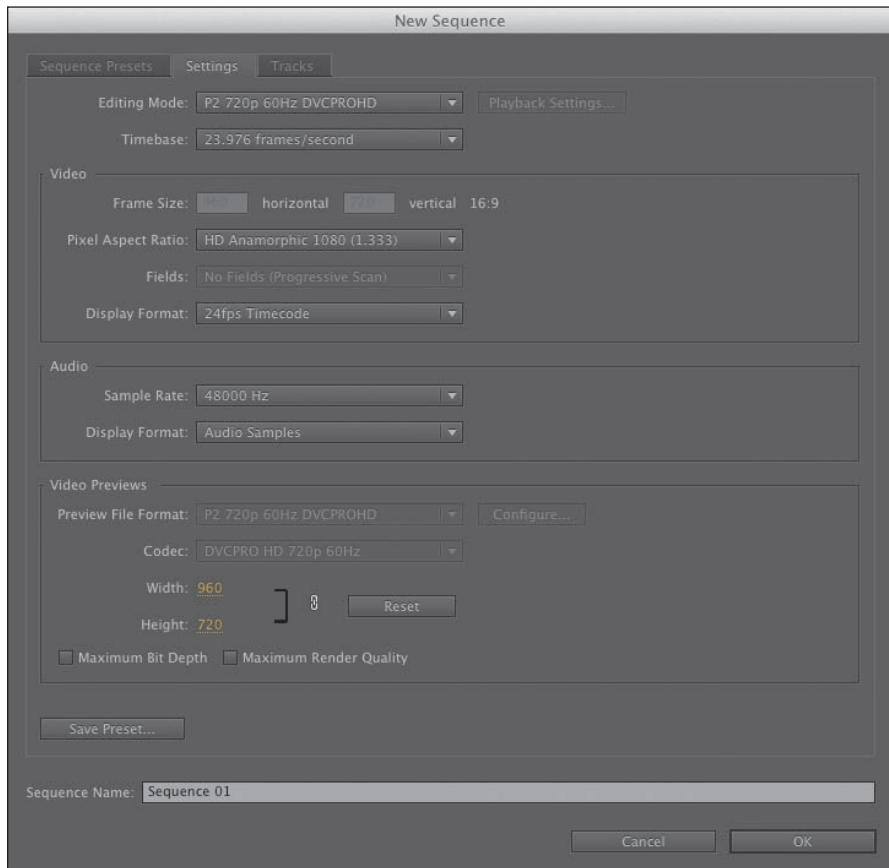 New Sequence
Sequence Presets Settings Tracks
Editing Mode: P2 720p 60Hz DVCPROHD Playback Settings...
Timebase: 23.976 frames/second
Video
Frame Size: 960 horizontal 720 vertical 16:9
Pixel Aspect Ratio: HD Anamorphic 1080 (1.333)
Fields: No Fields (Progressive Scan)
Display Format: 24fps Timecode
Audio
Sample Rate: 48000 Hz
Display Format: Audio Samples
Video Previews
Preview File Format: P2 720p 60Hz DVCPROHD Configure...
Codec: DVCPRO HD 720p 60Hz
Width: 960
Reset
Height: 720
Maximum Bit Depth Maximum Render Quality
Save Preset...
Sequence Name: Sequence 01
Cancel OK